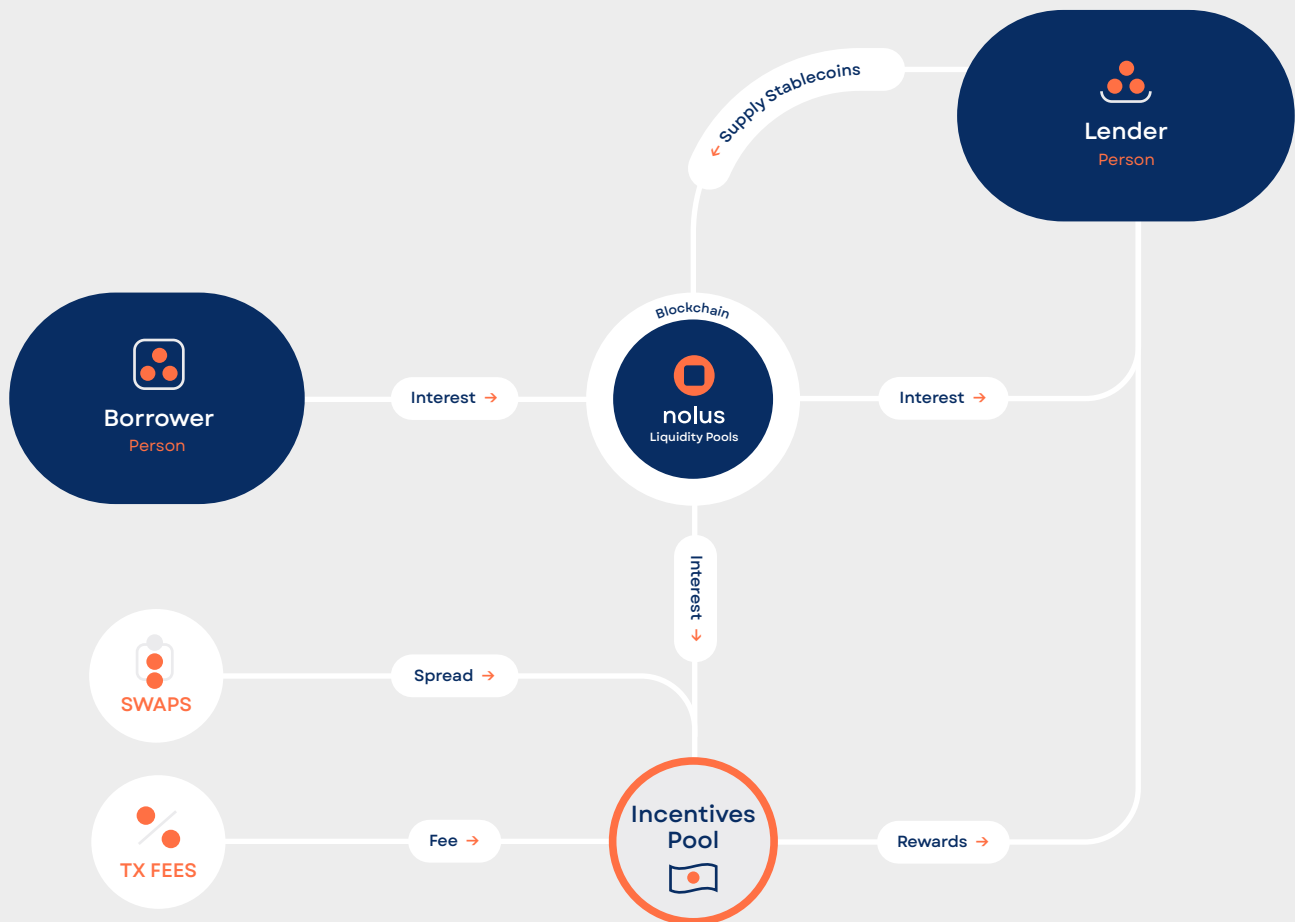 Supply Stablecoins
Lender
Person
Blockchain
nolus
Liquidity Pools
Borrower
Person
Interest →
Interest →
Interest →
SWAPS
Spread →
TX FEES
Fee →
Incentives
Pool
Rewards →